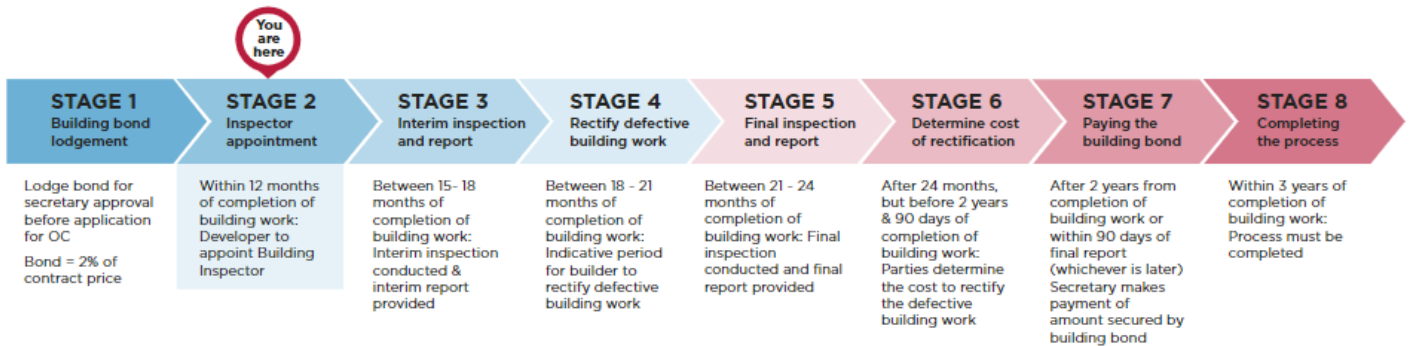 You
are
here
STAGE 1
Building bond
lodgement
STAGE 2
Inspector
appointment
STAGE 3
Interim inspection
and report
STAGE 4
Rectify defective
building work
STAGE 5
Final inspection
and report
STAGE 6
Determine cost
of rectification
STAGE 7
Paying the
building bond
STAGE 8
Completing
the process
Lodge bond for
secretary approval
before application
for OC
Bond = 2% of
contract price
Within 12 months
of completion of
building work:
Developer to
appoint Building
Inspector
Between 15- 18
months of
completion of
building work:
Interim inspection
conducted &
interim report
provided
Between 18 - 21
months of
completion of
building work:
Indicative period
for builder to
rectify defective
building work
Between 21 - 24
months of
completion of
building work: Final
inspection
conducted and final
report provided
After 24 months,
but before 2 years
& 90 days of
completion of
building work:
Parties determine
the cost to rectify
the defective
building work
After 2 years from
completion of
building work or
within 90 days of
final report
(whichever is later)
Secretary makes
payment of
amount secured by
building bond
Within 3 years of
completion of
building work:
Process must be
completed